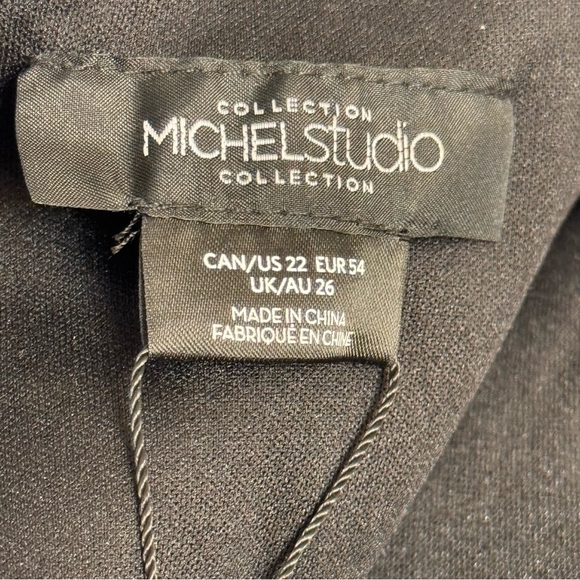 COLLECTION
MICHELStudio
COLLECTION
CAN/US 22 EUR 54
UK/AU 26
MADE IN CHINA
FABRIQUÉ EN CHINE